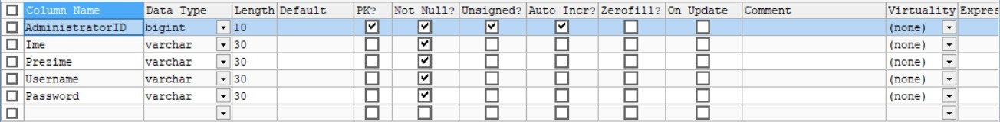 Column Name Data Type Length Default PK? Not Null? Unsigned? Auto Incr? Zerofill? On Update Comment Virtuality Expres
AdministratorID bigint 10 (none)
Ime varchar 30 (none)
Prezime varchar 30 (none)
Username varchar 30 (none)
Password varchar 30 (none)